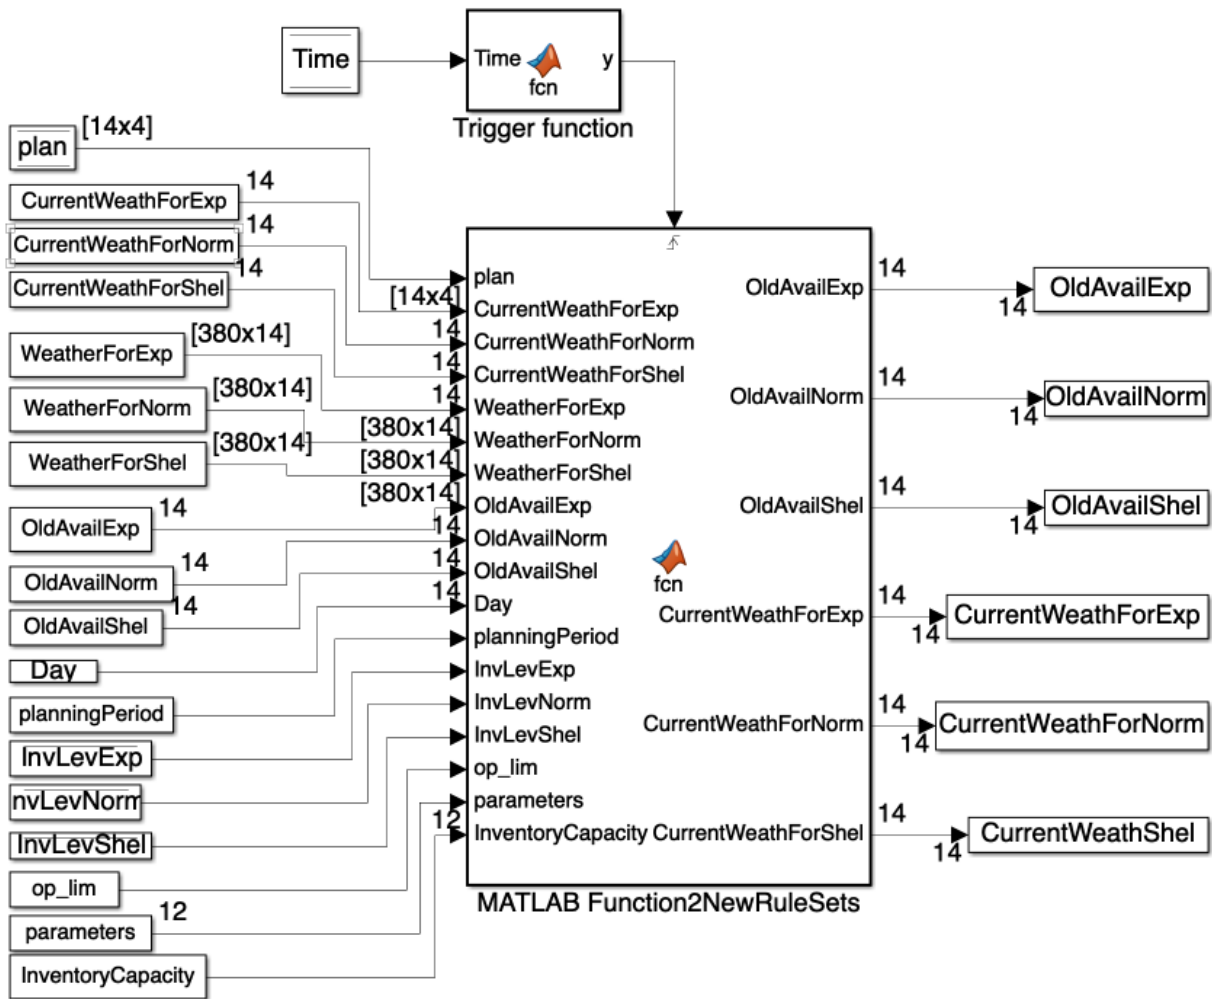 Time
Time
y
fcn
Trigger function
plan
[14x4]
CurrentWeathForExp
14
CurrentWeathForNorm
14
CurrentWeathForShel
14
WeatherForExp
[380x14]
WeatherForNorm
[380x14]
WeatherForShel
[380x14]
OldAvailExp
14
OldAvailNorm
14
OldAvailShel
14
Day
planningPeriod
InvLevExp
nvLevNorm
InvLevShel
op_lim
parameters
12
InventoryCapacity
plan
[14x4]
CurrentWeathForExp
14
CurrentWeathForNorm
14
CurrentWeathForShel
14
WeatherForExp
[380x14]
WeatherForNorm
[380x14]
WeatherForShel
[380x14]
OldAvailExp
14
OldAvailNorm
14
OldAvailShel
14
Day
planningPeriod
InvLevExp
InvLevNorm
InvLevShel
op_lim
parameters
12
InventoryCapacity
fcn
OldAvailExp
OldAvailNorm
OldAvailShel
CurrentWeathForExp
CurrentWeathForNorm
CurrentWeathForShel
MATLAB Function2NewRuleSets
14
14
OldAvailExp
14
14
OldAvailNorm
14
14
OldAvailShel
14
14
CurrentWeathForExp
14
14
CurrentWeathForNorm
14
14
CurrentWeathShel